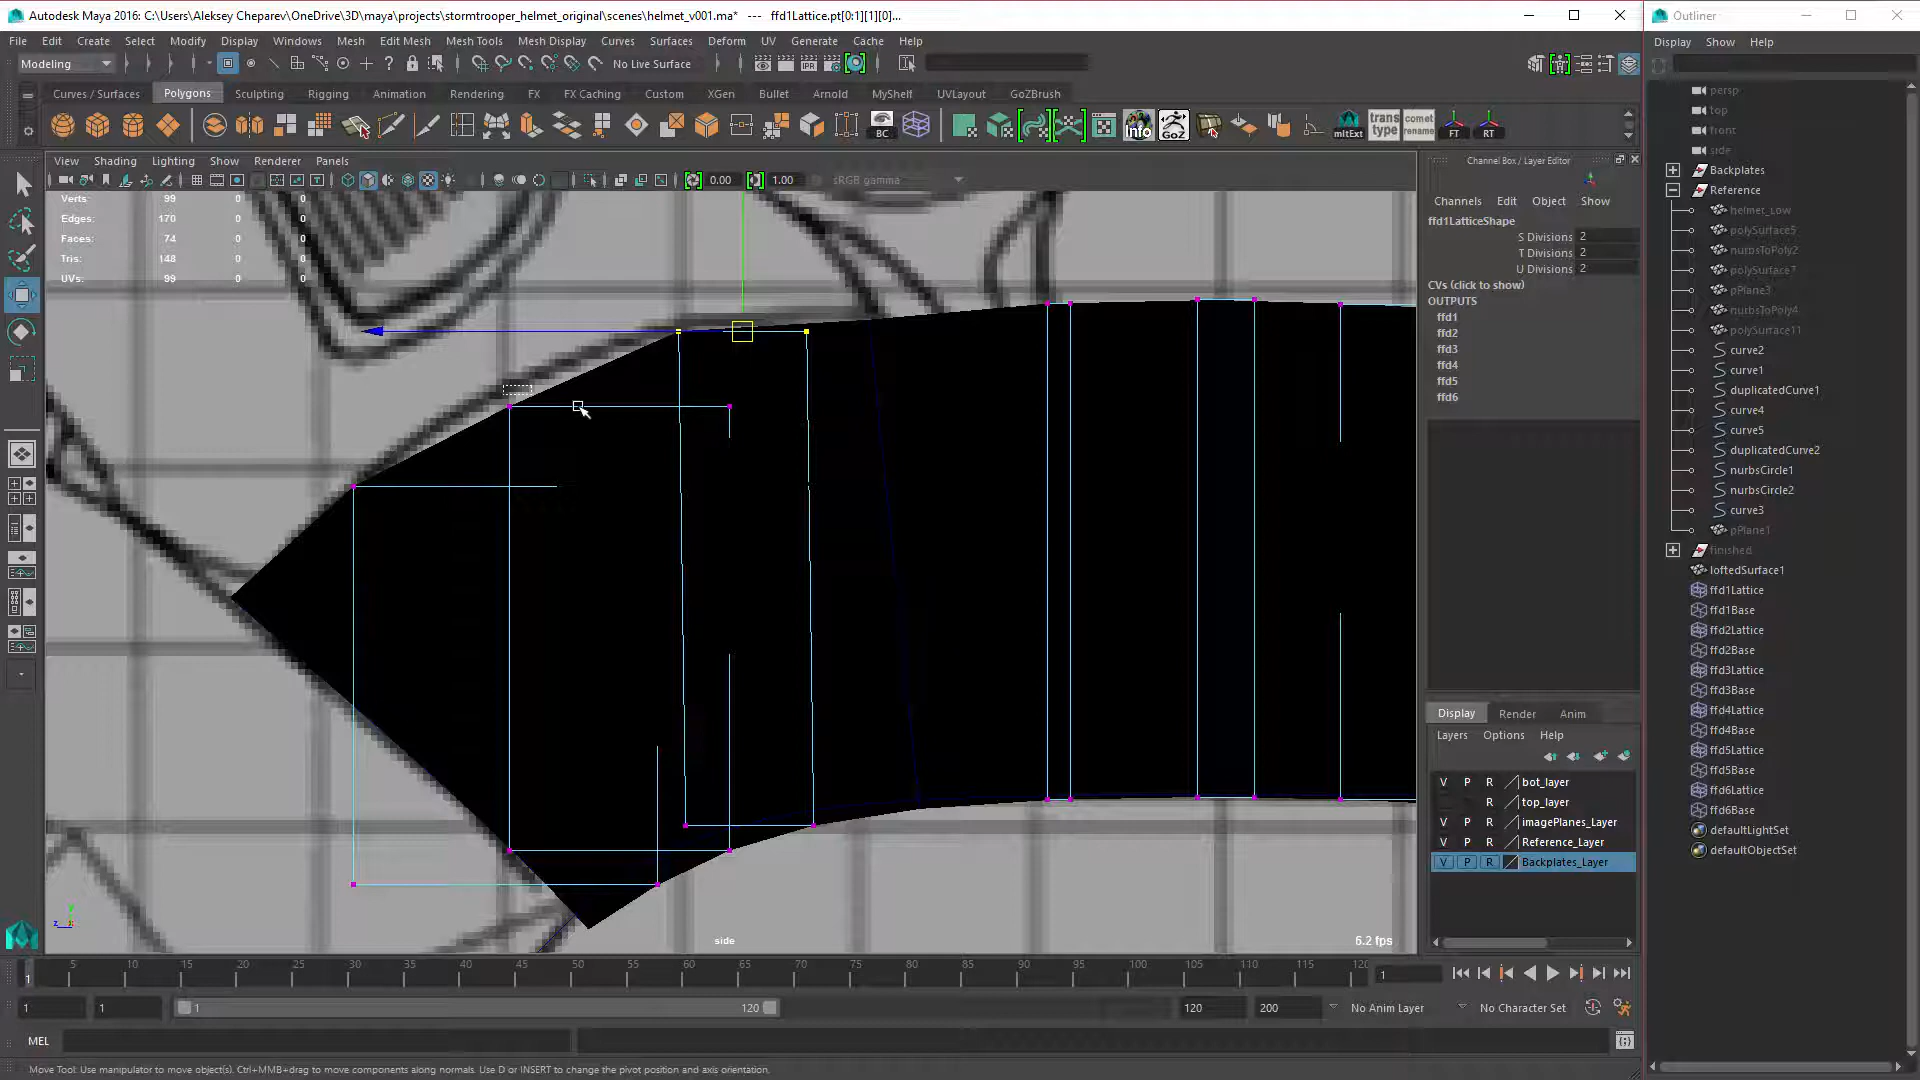 Autodesk Maya 2016: C:\Users\Aleksey Cheparev\OneDrive\3D\maya\projects\stormtrooper_helmet_original\scenes\helmet_v001.ma*   ---   ffd1Lattice.pt[0:1][1][0]...
Outliner
File Edit Create Select Modify Display Windows Mesh Edit Mesh Mesh Tools Mesh Display Curves Surfaces Deform UV Generate Cache Help
Display Show Help
Modeling
No Live Surface
Curves / Surfaces Polygons Sculpting Rigging Animation Rendering FX FX Caching Custom XGen Bullet Arnold MyShelf UVLayout GoZBrush
BC
Info
GoZ
mltExt
trans type
comet rename
FT
RT
View Shading Lighting Show Renderer Panels
0.00
1.00
sRGB gamma
Verts: 99 0 0
Edges: 170 0 0
Faces: 74 0 0
Tris: 148 0 0
UVs: 99 0 0
side
6.2 fps
Channel Box / Layer Editor
Channels Edit Object Show
ffd1LatticeShape
S Divisions 2
T Divisions 2
U Divisions 2
CVs (click to show)
OUTPUTS
ffd1
ffd2
ffd3
ffd4
ffd5
ffd6
Display Render Anim
Layers Options Help
V P R bot_layer
R top_layer
V P R imagePlanes_Layer
V P R Reference_Layer
V P R Backplates_Layer
persp
top
front
side
Backplates
Reference
helmet_Low
polySurface5
nurbsToPoly2
polySurface7
pPlane3
nurbsToPoly4
polySurface11
curve2
curve1
duplicatedCurve1
curve4
curve5
duplicatedCurve2
nurbsCircle1
nurbsCircle2
curve3
pPlane1
finished
loftedSurface1
ffd1Lattice
ffd1Base
ffd2Lattice
ffd2Base
ffd3Lattice
ffd3Base
ffd4Lattice
ffd4Base
ffd5Lattice
ffd5Base
ffd6Lattice
ffd6Base
defaultLightSet
defaultObjectSet
1 5 10 15 20 25 30 35 40 45 50 55 60 65 70 75 80 85 90 95 100 105 110 115 120
1
1 1 1 120 120 200 No Anim Layer No Character Set
MEL
Move Tool: Use manipulator to move object(s). Ctrl+MMB+drag to move components along normals. Use D or INSERT to change the pivot position and axis orientation.